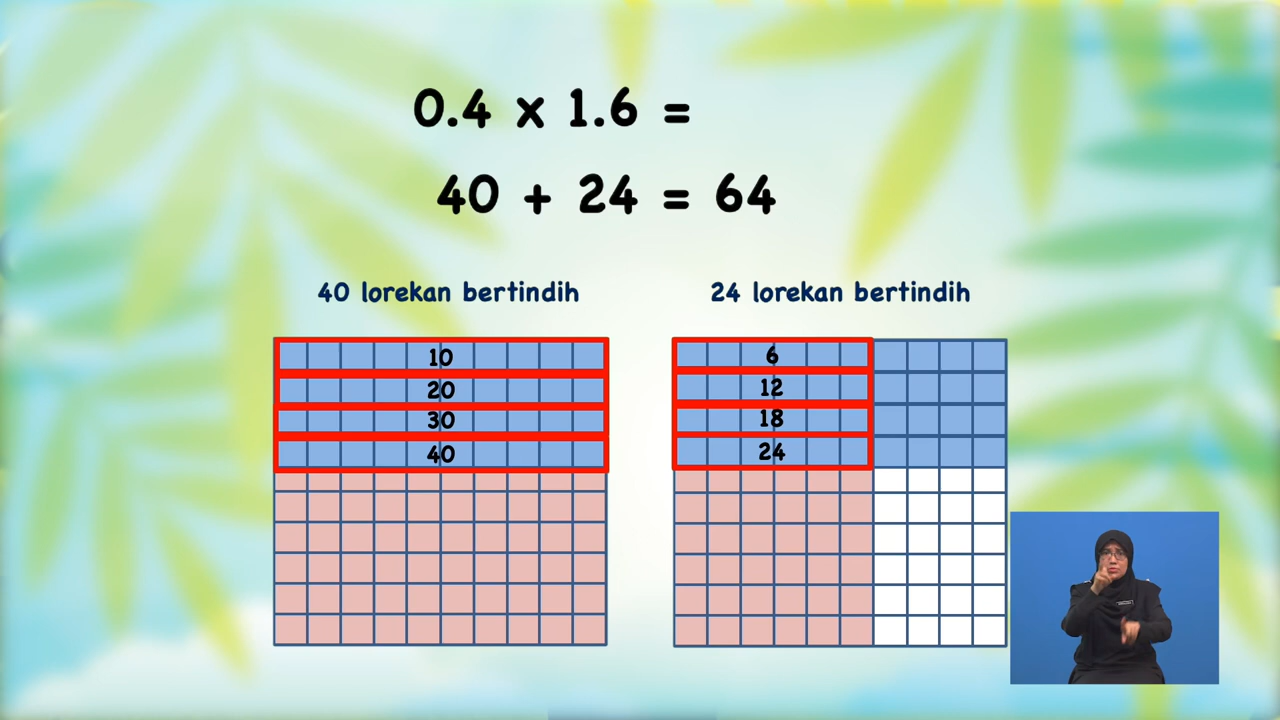 0.4 x 1.6 =
40 + 24 = 64
40 lorekan bertindih
24 lorekan bertindih
10
20
30
40
6
12
18
24